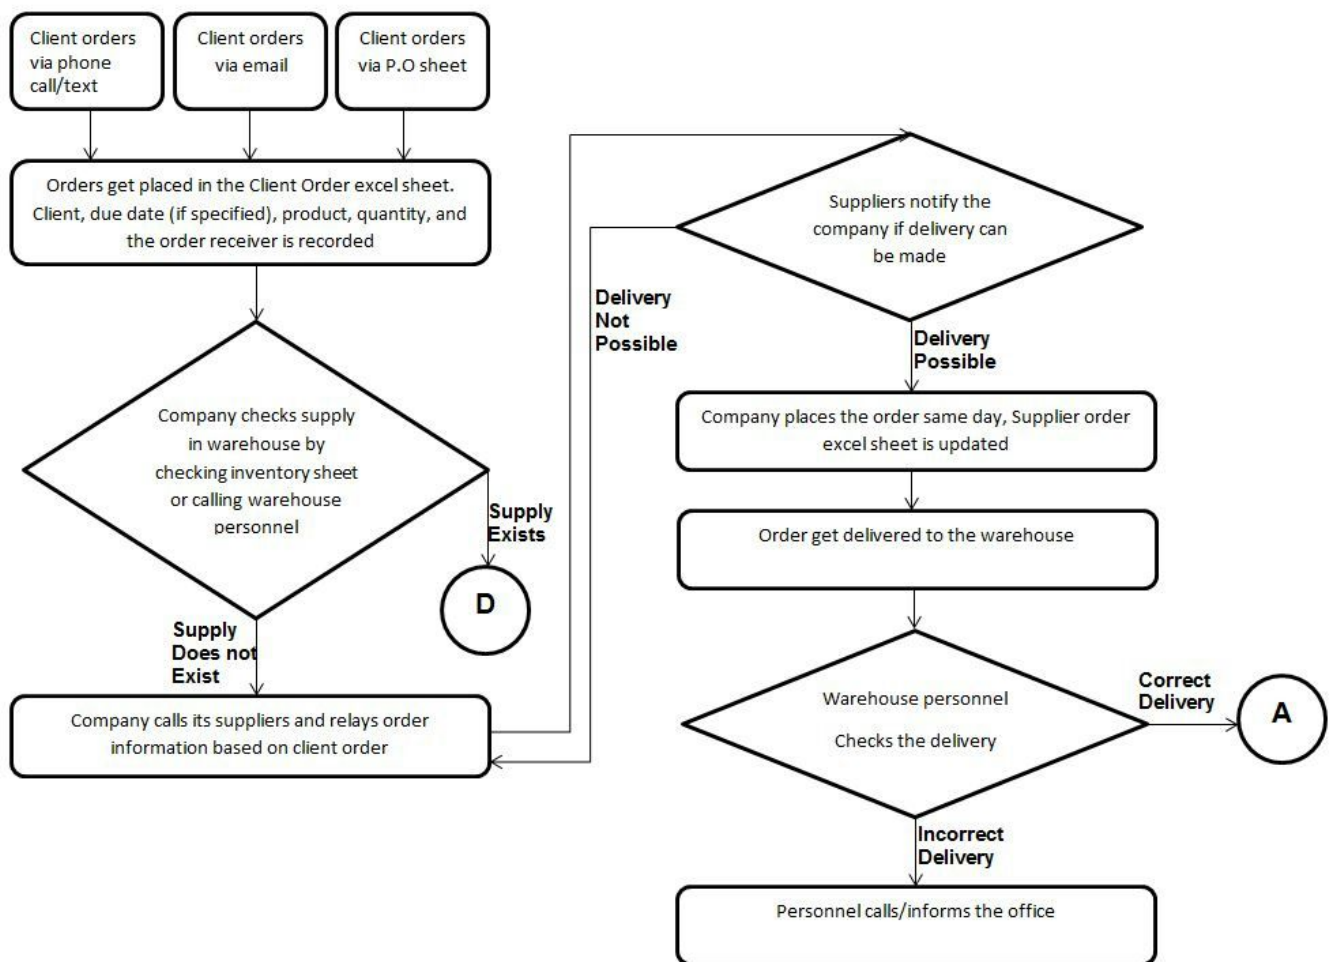 Client orders
via phone
call/text
Client orders
via email
Client orders
via P.O sheet
Orders get placed in the Client Order excel sheet.
Client, due date (if specified), product, quantity, and
the order receiver is recorded
Company checks supply
in warehouse by
checking inventory sheet
or calling warehouse
personnel
Supply
Exists
D
Supply
Does not
Exist
Company calls its suppliers and relays order
information based on client order
Suppliers notify the
company if delivery can
be made
Delivery
Not
Possible
Delivery
Possible
Company places the order same day, Supplier order
excel sheet is updated
Order get delivered to the warehouse
Warehouse personnel
Checks the delivery
Correct
Delivery
A
Incorrect
Delivery
Personnel calls/informs the office